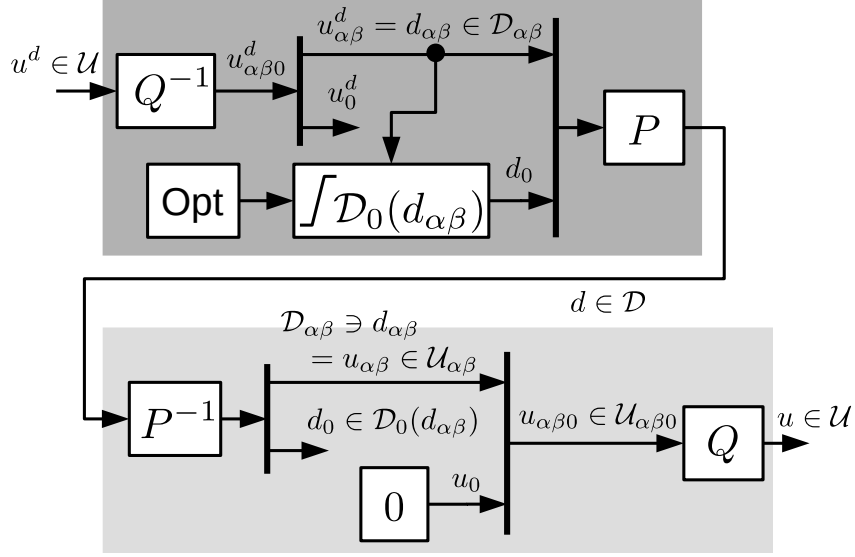 u^d_{αβ} = d_{αβ} ∈ 𝒟_{αβ}
u^d ∈ 𝒰
Q^{-1}
u^d_{αβ0}
u^d_0
P
Opt
∫ 𝒟_0(d_{αβ})
d_0
d ∈ 𝒟
𝒟_{αβ} ∋ d_{αβ}
= u_{αβ} ∈ 𝒰_{αβ}
P^{-1}
d_0 ∈ 𝒟_0(d_{αβ})
u_{αβ0} ∈ 𝒰_{αβ0}
Q
u ∈ 𝒰
0
u_0